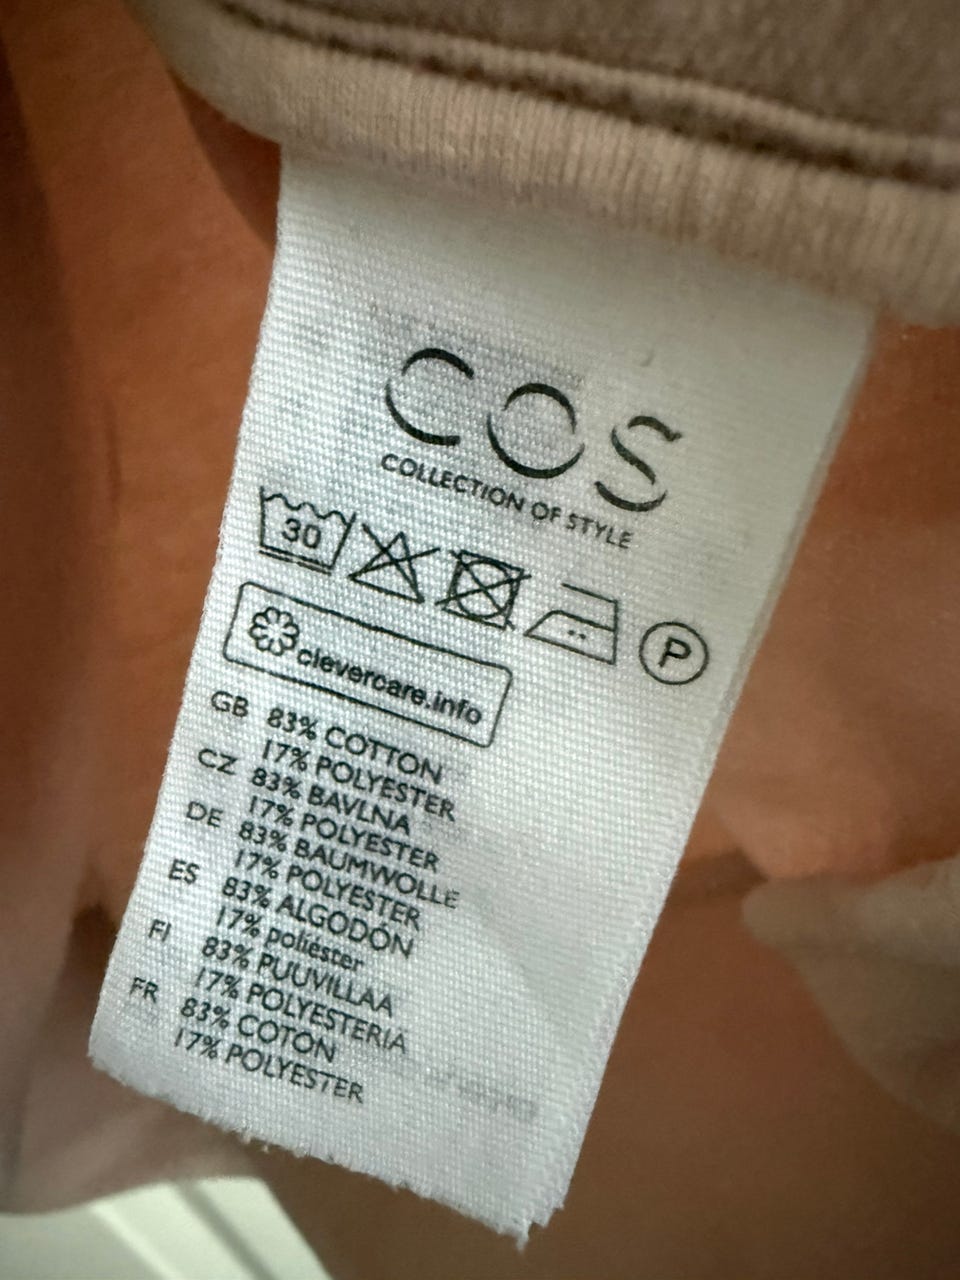 COS
COLLECTION OF STYLE
30
P
clevercare.info
GB 83% COTTON
17% POLYESTER
CZ 83% BAVLNA
17% POLYESTER
DE 83% BAUMWOLLE
17% POLYESTER
ES 83% ALGODÓN
17% poliéster
FI 83% PUUVILLAA
17% POLYESTERIA
FR 83% COTON
17% POLYESTER